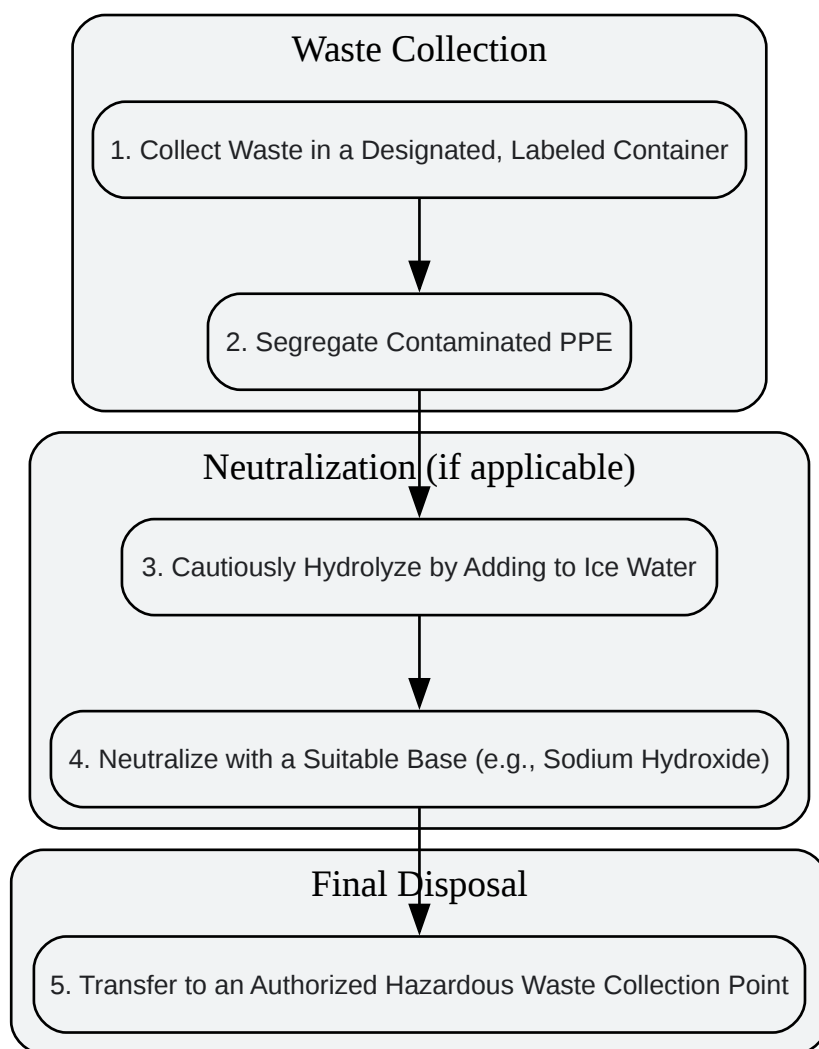 Waste Collection
1. Collect Waste in a Designated, Labeled Container
2. Segregate Contaminated PPE
Neutralization (if applicable)
3. Cautiously Hydrolyze by Adding to Ice Water
4. Neutralize with a Suitable Base (e.g., Sodium Hydroxide)
Final Disposal
5. Transfer to an Authorized Hazardous Waste Collection Point